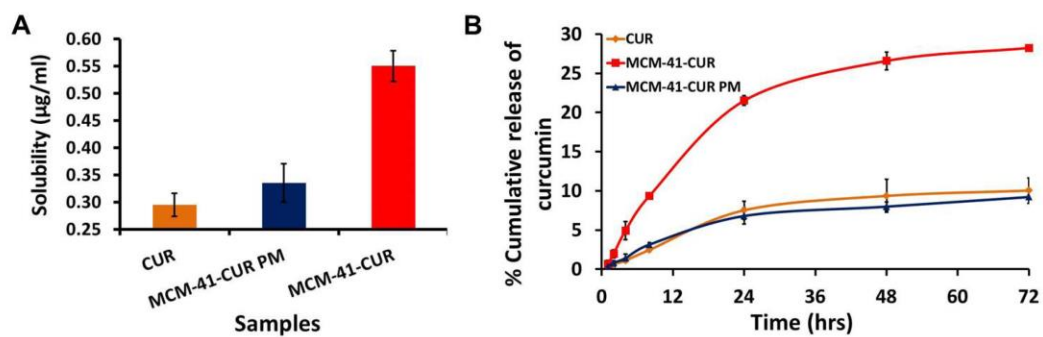 A
Solubility (µg/ml)
0.60
0.55
0.50
0.45
0.40
0.35
0.30
0.25
CUR
MCM-41-CUR PM
MCM-41-CUR
Samples
B
% Cumulative release of
curcumin
30
25
20
15
10
5
0
CUR
MCM-41-CUR
MCM-41-CUR PM
0
12
24
36
48
60
72
Time (hrs)